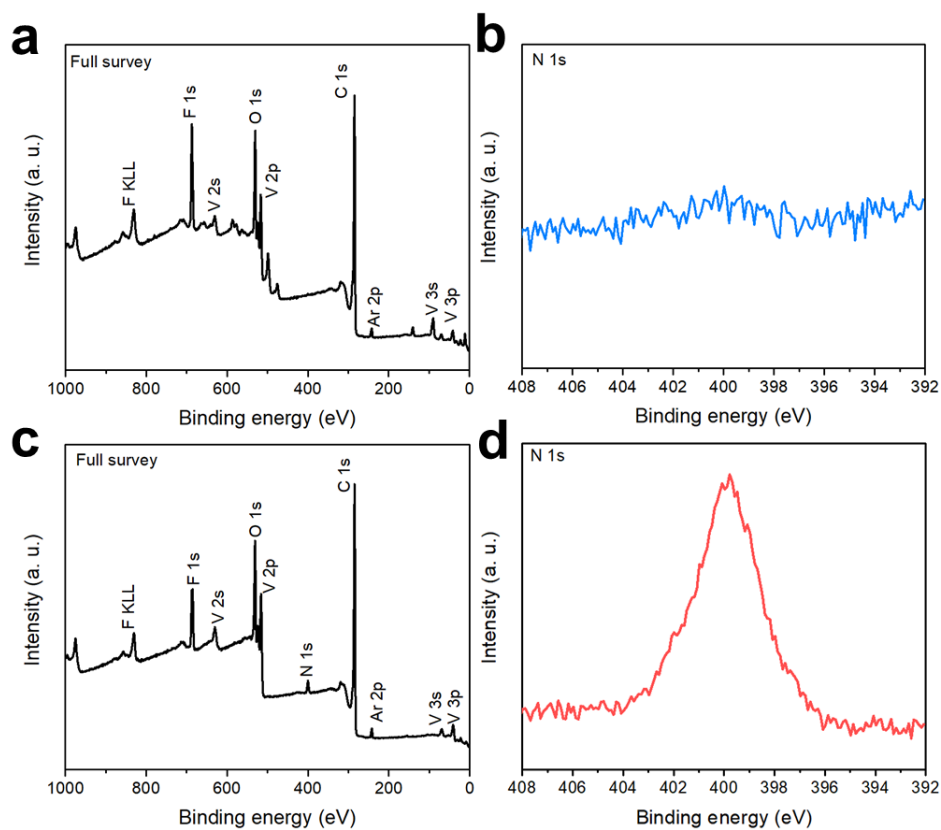 a
Full survey
F KLL
F 1s
V 2s
O 1s
V 2p
C 1s
Ar 2p
V 3s
V 3p
Intensity (a. u.)
1000 800 600 400 200 0
Binding energy (eV)
b
N 1s
Intensity (a. u.)
408 406 404 402 400 398 396 394 392
Binding energy (eV)
c
Full survey
F KLL
F 1s
V 2s
O 1s
V 2p
N 1s
C 1s
Ar 2p
V 3s
V 3p
Intensity (a. u.)
1000 800 600 400 200 0
Binding energy (eV)
d
N 1s
Intensity (a. u.)
408 406 404 402 400 398 396 394 392
Binding energy (eV)